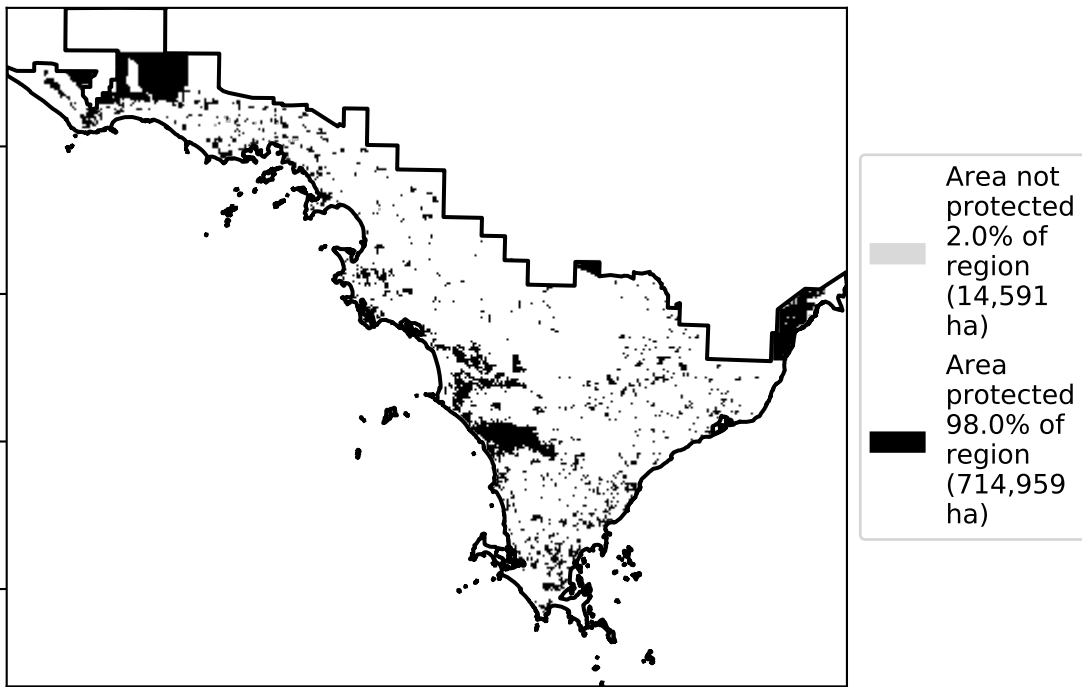 Area not
protected
2.0% of
region
(14,591
ha)
Area
protected
98.0% of
region
(714,959
ha)